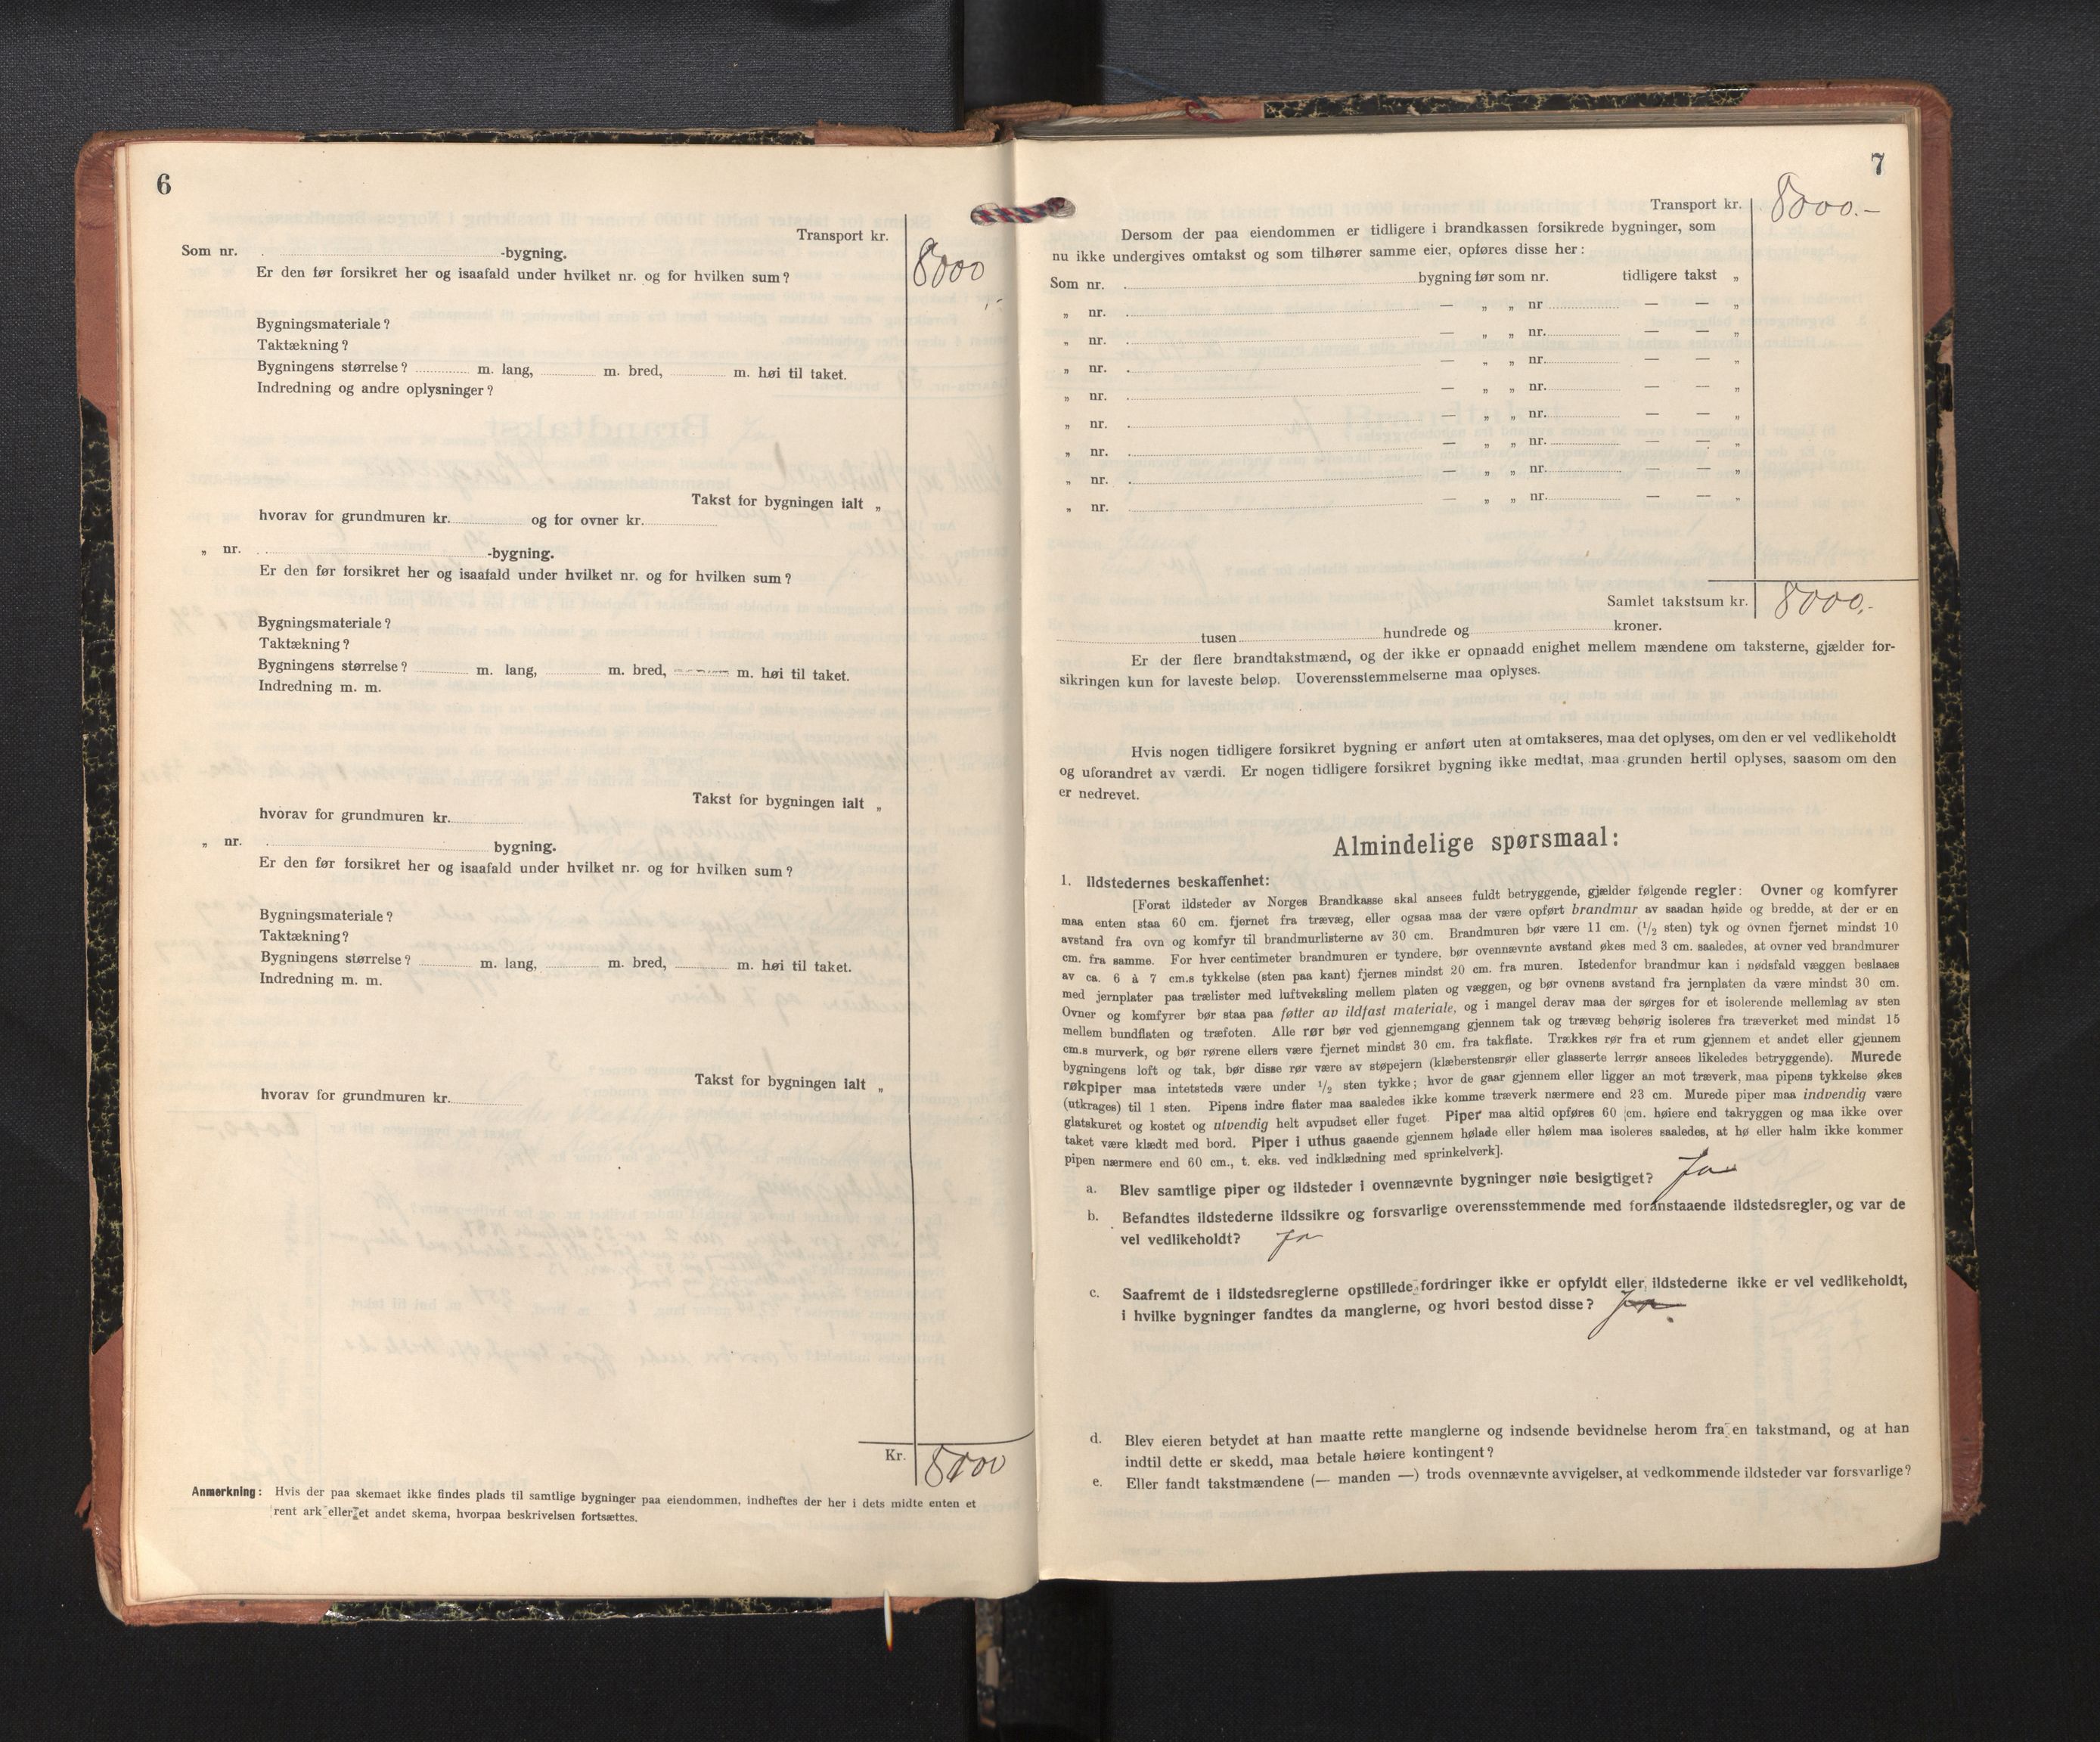 6
Transport kr.
8000,-
Som nr. -bygning.
Er den før forsikret her og isaafald under hvilket nr. og for hvilken sum?
Bygningsmateriale?
Taktækning?
Bygningens størrelse? m. lang, m. bred, m. høi til taket.
Indredning og andre oplysninger?
Takst for bygningen ialt „
hvorav for grundmuren kr. og for ovner kr.
„ nr. -bygning.
Er den før forsikret her og isaafald under hvilket nr. og for hvilken sum?
Bygningsmateriale?
Taktækning?
Bygningens størrelse? m. lang, m. bred, m. høi til taket.
Indredning m. m.
Takst for bygningen ialt „
hvorav for grundmuren kr.
„ nr. bygning.
Er den før forsikret her og isaafald under hvilket nr. og for hvilken sum?
Bygningsmateriale?
Taktækning?
Bygningens størrelse? m. lang, m. bred, m. høi til taket.
Indredning m. m.
Takst for bygningen ialt „
hvorav for grundmuren kr.
Kr. 8000
Anmerkning: Hvis der paa skemaet ikke findes plads til samtlige bygninger paa eiendommen, indheftes der her i dets midte enten et
rent ark eller et andet skema, hvorpaa beskrivelsen fortsættes.
7
Transport kr. 8000.-
Dersom der paa eiendommen er tidligere i brandkassen forsikrede bygninger, som
nu ikke undergives omtakst og som tilhører samme eier, opføres disse her:
Som nr. bygning før som nr. tidligere takst „
„ nr. — „ „ nr — — „
„ nr. — „ „ nr. — — „
„ nr. — „ „ nr. — — „
„ nr. — „ „ nr. — — „
„ nr. — „ „ nr. — — „
„ nr. — „ „ nr. — — „
„ nr. — „ „ nr. — — „
„ nr. — „ „ nr. — — „
Samlet takstsum kr. 8000,-
tusen hundrede og kroner.
Er der flere brandtakstmænd, og der ikke er opnaadd enighet mellem mændene om taksterne, gjælder for-
sikringen kun for laveste beløp. Uoverensstemmelserne maa oplyses.
Hvis nogen tidligere forsikret bygning er anført uten at omtakseres, maa det oplyses, om den er vel vedlikeholdt
og uforandret av værdi. Er nogen tidligere forsikret bygning ikke medtat, maa grunden hertil oplyses, saasom om den
er nedrevet.
Almindelige spørsmaal:
1. Ildstedernes beskaffenhet:
[Forat ildsteder av Norges Brandkasse skal ansees fuldt betryggende, gjælder følgende regler: Ovner og komfyrer
maa enten staa 60 cm. fjernet fra trævæg, eller ogsaa maa der være opført brandmur av saadan høide og bredde, at der er en
avstand fra ovn og komfyr til brandmurlisterne av 30 cm. Brandmuren bør være 11 cm. (1/2 sten) tyk og ovnen fjernet mindst 10
cm. fra samme. For hver centimeter brandmuren er tyndere, bør ovennævnte avstand økes med 3 cm. saaledes, at ovner ved brandmurer
av ca. 6 à 7 cm.s tykkelse (sten paa kant) fjernes mindst 20 cm. fra muren. Istedenfor brandmur kan i nødsfald væggen beslaaes
med jernplater paa trælister med luftveksling mellem platen og væggen, og bør ovnens avstand fra jernplaten da være mindst 30 cm.
Ovner og komfyrer bør staa paa føtter av ildfast materiale, og i mangel derav maa der sørges for et isolerende mellemlag av sten
mellem bundflaten og træfoten. Alle rør bør ved gjennemgang gjennem tak og trævæg behørig isoleres fra træverket med mindst 15
cm.s murverk, og bør rørene ellers være fjernet mindst 30 cm. fra takflate. Trækkes rør fra et rum gjennem et andet eller gjennem
bygningens loft og tak, bør disse rør være av støpejern (klæberstensrør eller glasserte lerrør ansees likeledes betryggende). Murede
røkpiper maa intetsteds være under 1/2 sten tykke; hvor de gaar gjennem eller ligger an mot træverk, maa pipens tykkelse økes
(utkrages) til 1 sten. Pipens indre flater maa saaledes ikke komme træverk nærmere end 23 cm. Murede piper maa indvendig være
glatskuret og kostet og utvendig helt avpudset eller fuget. Piper maa altid opføres 60 cm. høiere end takryggen og maa ikke over
taket være klædt med bord. Piper i uthus gaaende gjennem hølade eller hølem maa isoleres saaledes, at hø eller halm ikke kommer
pipen nærmere end 60 cm., t. eks. ved indklædning med sprinkelverk].
a. Blev samtlige piper og ildsteder i ovennævnte bygninger nøie besigtiget? Ja
b. Befandtes ildstederne ildssikre og forsvarlige overensstemmende med foranstaaende ildstedsregler, og var de
vel vedlikeholdt? Ja
c. Saafremt de i ildstedsreglerne opstillede fordringer ikke er opfyldt eller ildstederne ikke er vel vedlikeholdt,
i hvilke bygninger fandtes da manglerne, og hvori bestod disse? Ja
d. Blev eieren betydet at han maatte rette manglerne og indsende bevidnelse herom fra en takstmand, og at han
indtil dette er skedd, maa betale høiere kontingent?
e. Eller fandt takstmændene (— manden —) trods ovennævnte avvigelser, at vedkommende ildsteder var forsvarlige?